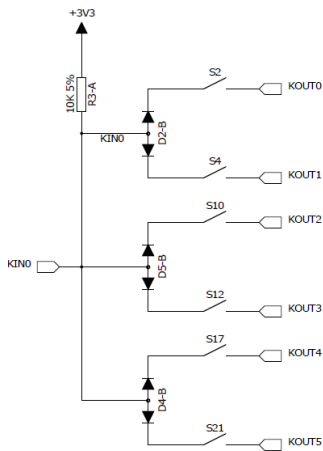 +3V3
10K 5%
R3-A
S2
KOUT0
KIN0
D2-B
S4
KOUT1
S10
KOUT2
KIN0
D5-B
S12
KOUT3
S17
KOUT4
D4-B
S21
KOUT5